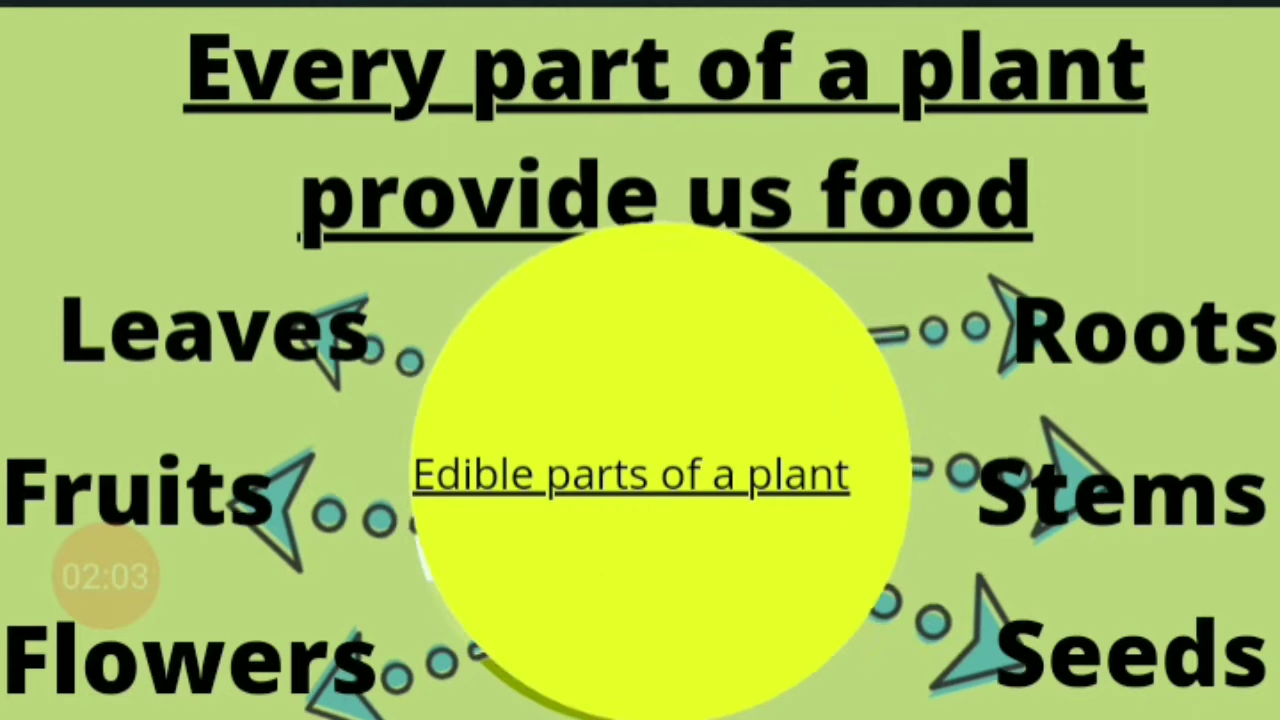 Every part of a plant
provide us food
Leaves
Roots
Edible parts of a plant
Fruits
Stems
02:03
Flowers
Seeds